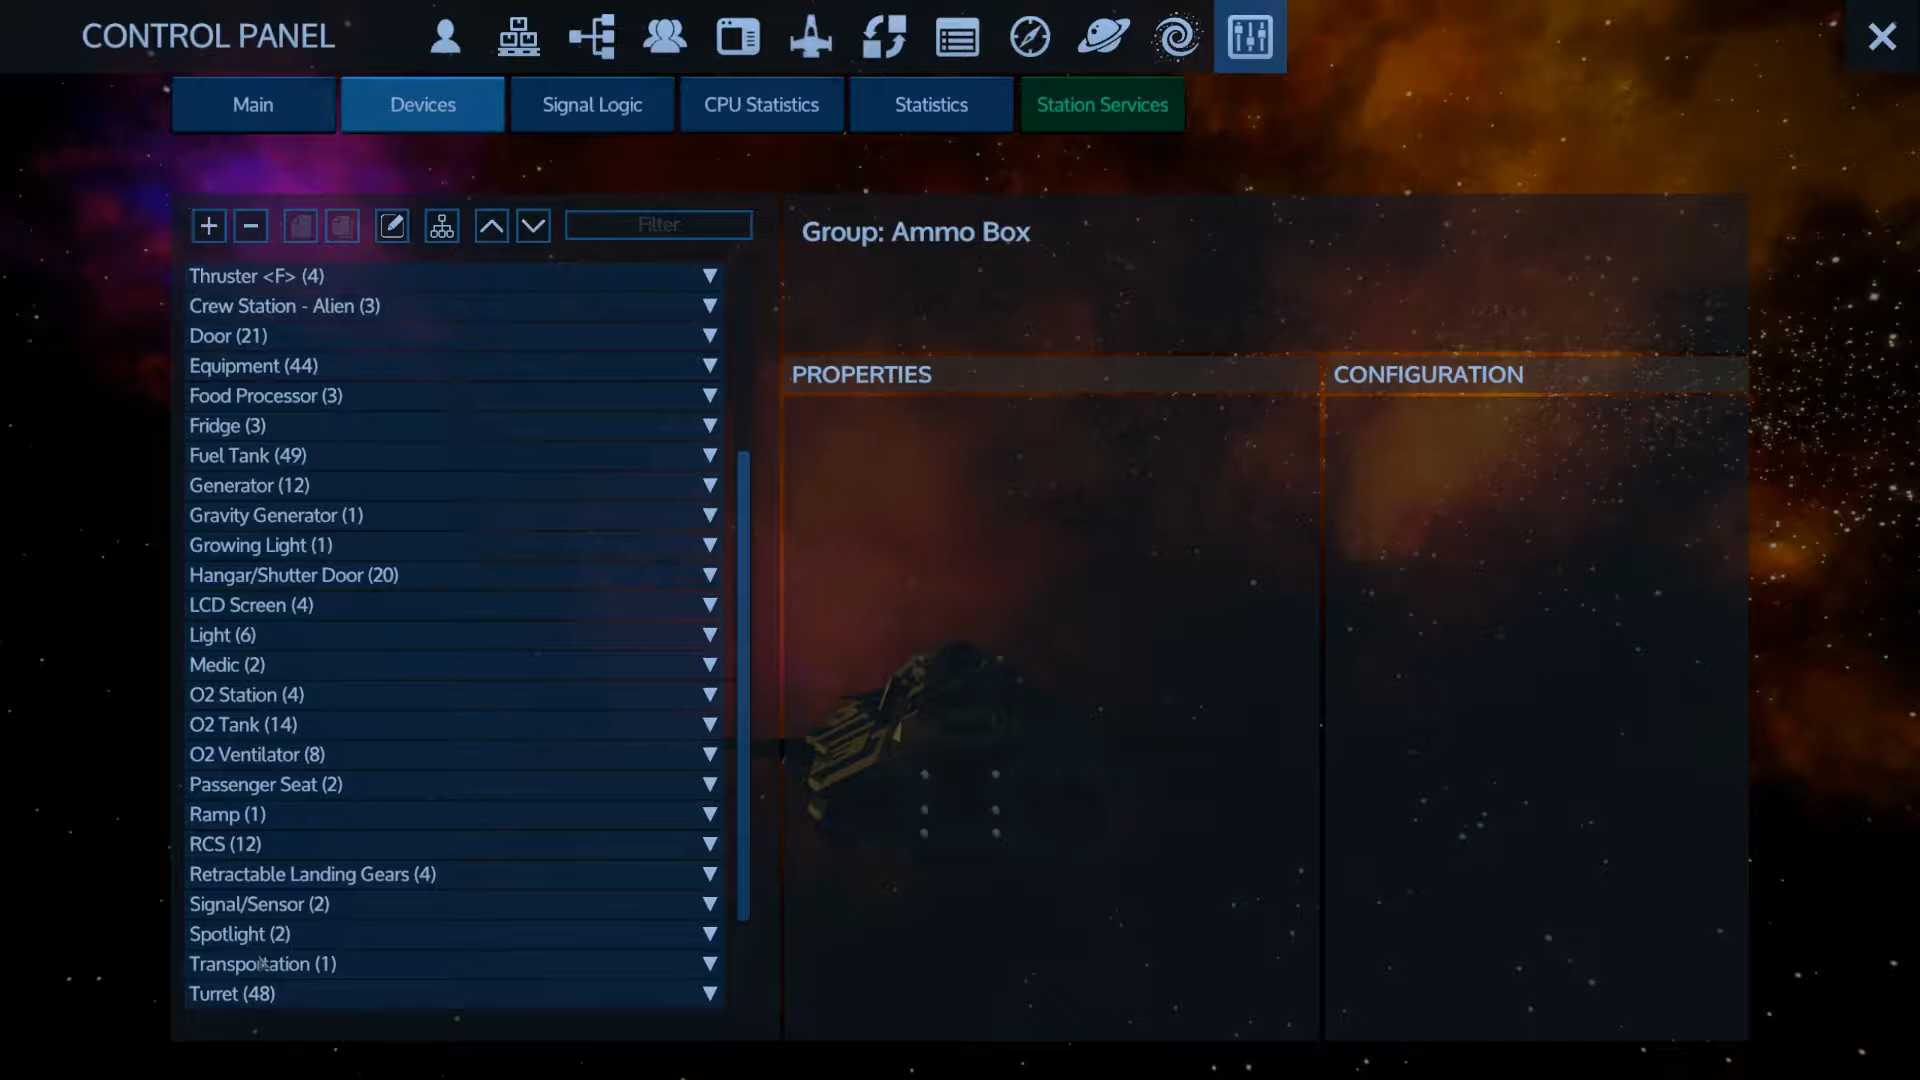 CONTROL PANEL
Main
Devices
Signal Logic
CPU Statistics
Statistics
Station Services
Filter
Thruster <F> (4)
Crew Station - Alien (3)
Door (21)
Equipment (44)
Food Processor (3)
Fridge (3)
Fuel Tank (49)
Generator (12)
Gravity Generator (1)
Growing Light (1)
Hangar/Shutter Door (20)
LCD Screen (4)
Light (6)
Medic (2)
O2 Station (4)
O2 Tank (14)
O2 Ventilator (8)
Passenger Seat (2)
Ramp (1)
RCS (12)
Retractable Landing Gears (4)
Signal/Sensor (2)
Spotlight (2)
Transportation (1)
Turret (48)
Group: Ammo Box
PROPERTIES
CONFIGURATION